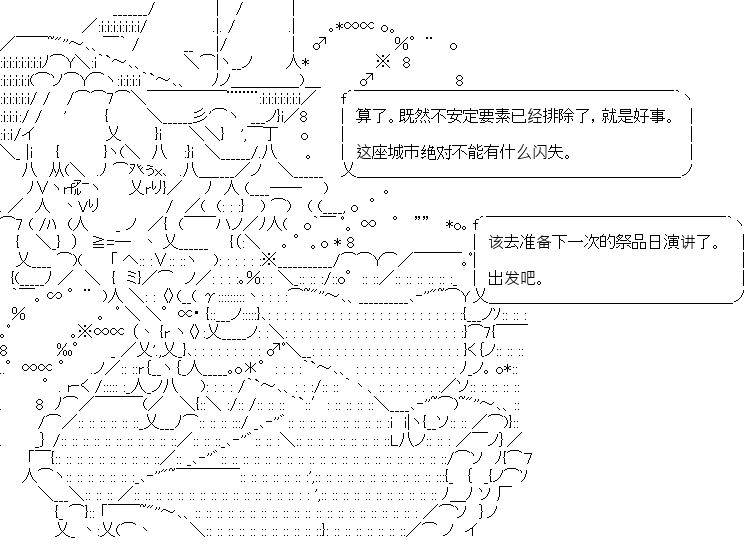 算了。既然不安定要素已经排除了，就是好事。
这座城市绝对不能有什么闪失。
该去准备下一次的祭品日演讲了。
出发吧。